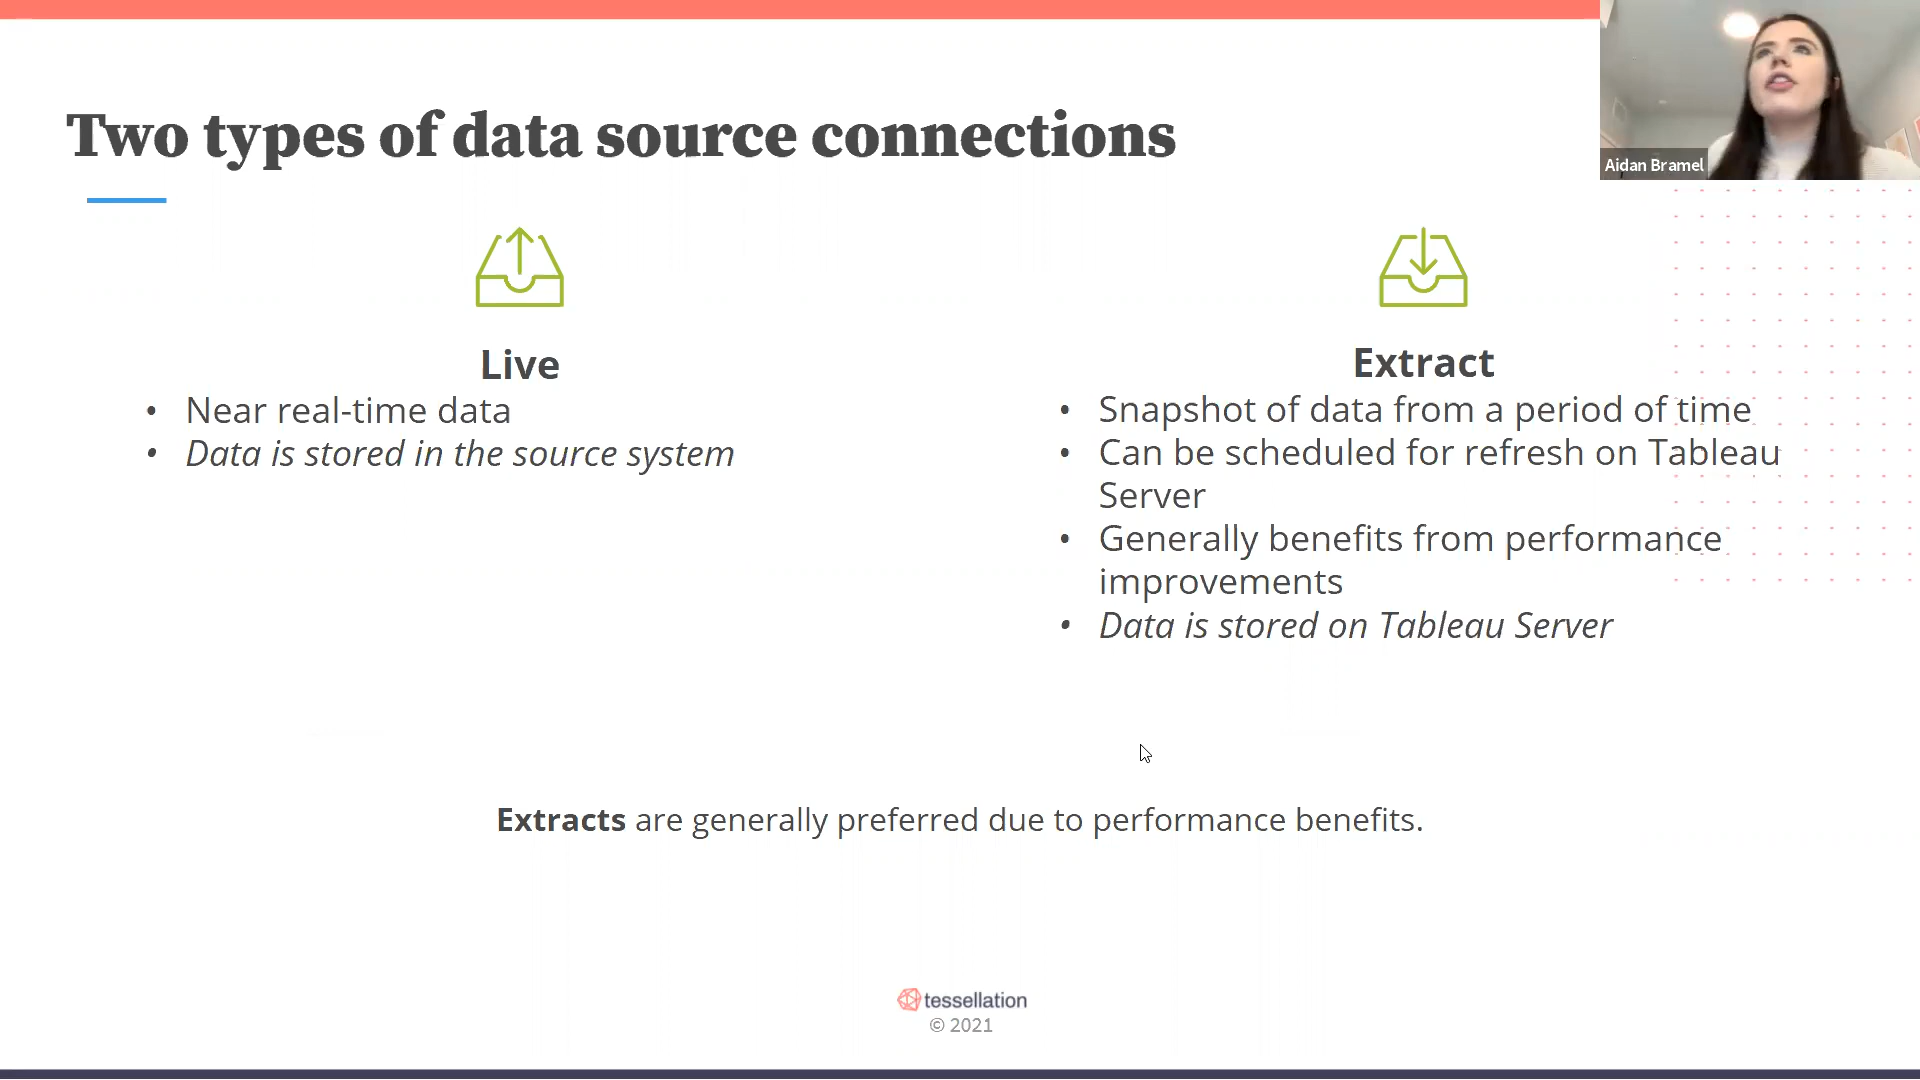 Two types of data source connections
Aidan Bramel
Live
• Near real-time data
• Data is stored in the source system
Extract
• Snapshot of data from a period of time
• Can be scheduled for refresh on Tableau
Server
• Generally benefits from performance
improvements
• Data is stored on Tableau Server
Extracts are generally preferred due to performance benefits.
tessellation
© 2021